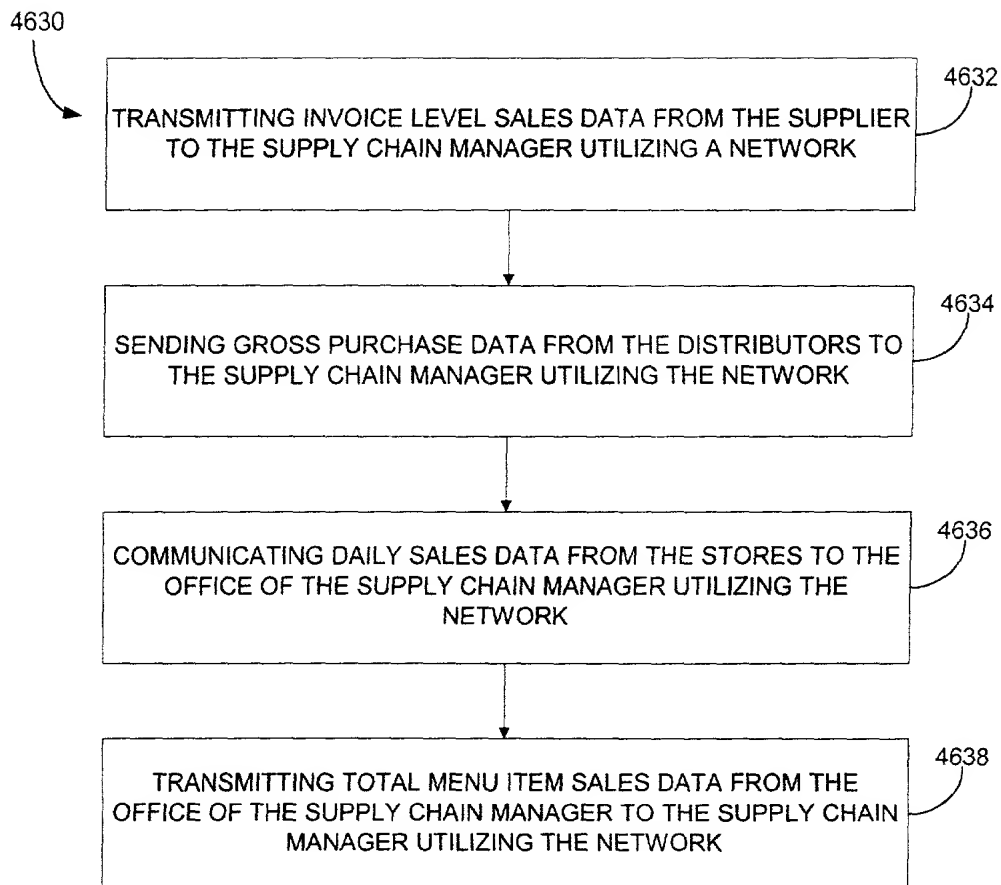 4630
4632
TRANSMITTING INVOICE LEVEL SALES DATA FROM THE SUPPLIER
TO THE SUPPLY CHAIN MANAGER UTILIZING A NETWORK
4634
SENDING GROSS PURCHASE DATA FROM THE DISTRIBUTORS TO
THE SUPPLY CHAIN MANAGER UTILIZING THE NETWORK
4636
COMMUNICATING DAILY SALES DATA FROM THE STORES TO THE
OFFICE OF THE SUPPLY CHAIN MANAGER UTILIZING THE
NETWORK
4638
TRANSMITTING TOTAL MENU ITEM SALES DATA FROM THE
OFFICE OF THE SUPPLY CHAIN MANAGER TO THE SUPPLY CHAIN
MANAGER UTILIZING THE NETWORK